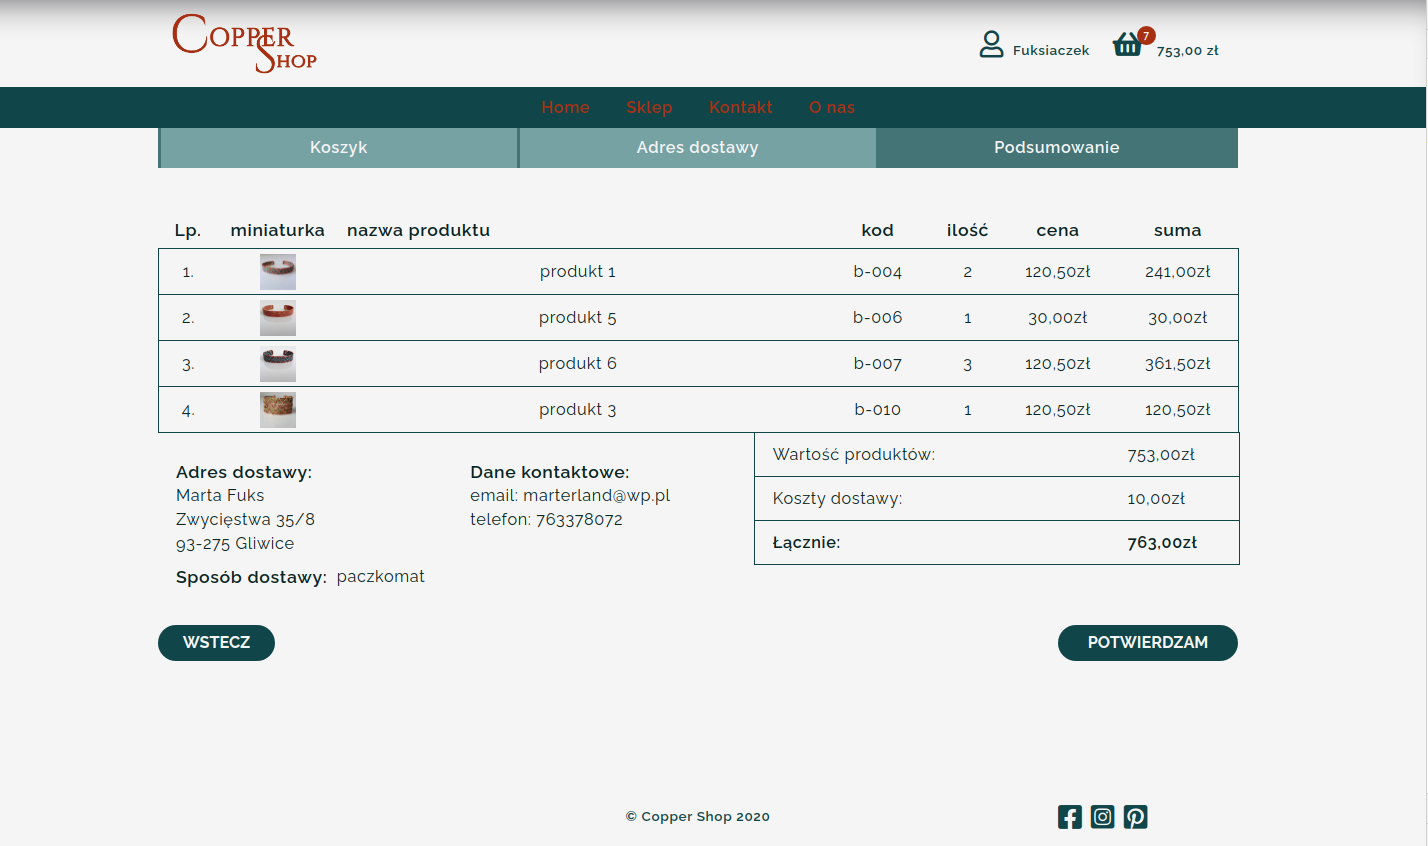 COPPER
SHOP
Fuksiaczek 7 753,00 zł
Home Sklep Kontakt O nas
Koszyk Adres dostawy Podsumowanie
Lp. miniaturka nazwa produktu kod ilość cena suma
1. produkt 1 b-004 2 120,50zł 241,00zł
2. produkt 5 b-006 1 30,00zł 30,00zł
3. produkt 6 b-007 3 120,50zł 361,50zł
4. produkt 3 b-010 1 120,50zł 120,50zł
Wartość produktów: 753,00zł
Koszty dostawy: 10,00zł
Łącznie: 763,00zł
Adres dostawy:
Marta Fuks
Zwycięstwa 35/8
93-275 Gliwice
Dane kontaktowe:
email: marterland@wp.pl
telefon: 763378072
Sposób dostawy: paczkomat
WSTECZ POTWIERDZAM
© Copper Shop 2020